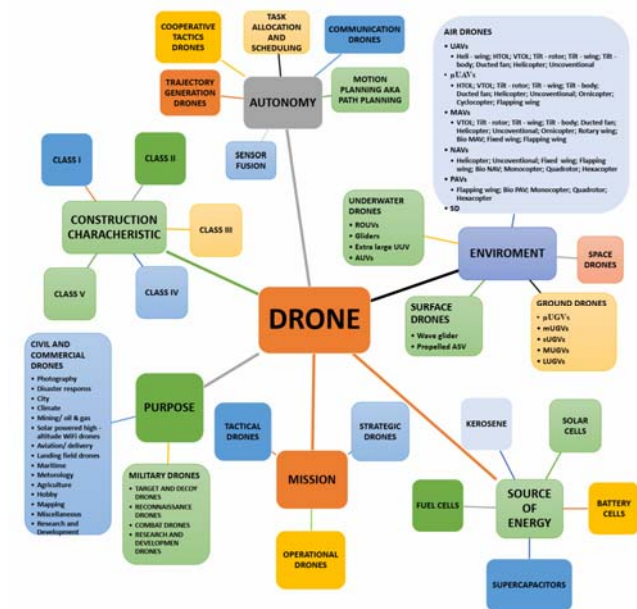 COOPERATIVE
TACTICS
DRONES
TASK
ALLOCATION
AND
SCHEDULING
COMMUNICATION
DRONES
TRAJECTORY
GENERATION
DRONES
AUTONOMY
MOTION
PLANNING AKA
PATH PLANNING
SENSOR
FUSION
AIR DRONES
• UAVs
Heli - wing; HTOL; VTOL; Tilt - rotor; Tilt - wing; Tilt -
body; Ducted fan; Helicopter; Unconventional
• μUAVs
HTOL; VTOL; Tilt - rotor; Tilt - wing; Tilt - body;
Ducted fan; Helicopter; Unconventional; Ornicopter;
Cyclocopter; Flapping wing
• MAVs
VTOL; Tilt - rotor; Tilt - wing; Tilt - body; Ducted fan;
Helicopter; Unconventional; Ornicopter; Rotary wing;
Bio MAV; Fixed wing; Flapping wing
• NAVs
Helicopter; Unconventional; Fixed wing; Flapping
wing; Bio NAV; Monocopter; Quadrotor; Hexacopter
• PAVs
Flapping wing; Bio PAV; Monocopter; Quadrotor;
Hexacopter
• SD
CLASS I
CLASS II
CONSTRUCTION
CHARACHERISTIC
CLASS III
CLASS V
CLASS IV
UNDERWATER
DRONES
• ROUVs
• Gliders
• Extra large UUV
• AUVs
ENVIROMENT
SPACE
DRONES
SURFACE
DRONES
• Wave glider
• Propelled ASV
GROUND DRONES
• μUGVs
• mUGVs
• sUGVs
• MUGVs
• LUGVs
DRONE
CIVIL AND
COMMERCIAL
DRONES
• Photography
• Disaster respons
• City
• Climate
• Mining/ oil & gas
• Solar powered high -
altitude WiFi drones
• Aviation/ delivery
• Landing field drones
• Maritime
• Meteorology
• Agriculture
• Hobby
• Mapping
• Miscellaneous
• Research and
Development
PURPOSE
MILITARY DRONES
• TARGET AND DECOY
DRONES
• RECONNAISSANCE
DRONES
• COMBAT DRONES
• RESEARCH AND
DEVELOPMEN DRONES
TACTICAL
DRONES
STRATEGIC
DRONES
MISSION
OPERATIONAL
DRONES
KEROSENE
SOLAR
CELLS
FUEL CELLS
SOURCE
OF
ENERGY
BATTERY
CELLS
SUPERCAPACITORS